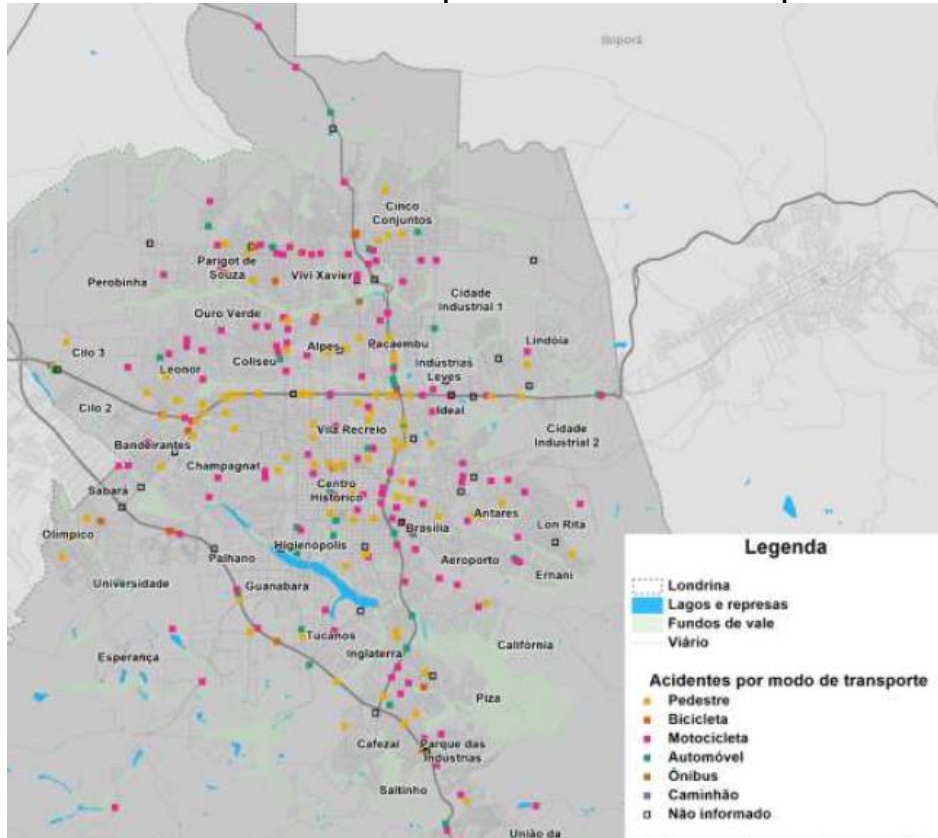 Ibiporã
Cinco
Conjuntos
Parigot de
Souza
Vivi Xavier
Perobinha
Cidade
Industrial 1
Ouro Verde
Alpes
Pacaembu
Lindóia
Cilo 3
Coliseu
Leonor
Indústrias
Leves
Cilo 2
Ideal
Vila Recreio
Cidade
Industrial 2
Bandeirantes
Champagnat
Centro
Histórico
Sabará
Antares
Brasília
Lon Rita
Olímpico
Higienópolis
Palhano
Aeroporto
Ernani
Universidade
Guanabara
Tucanos
Califórnia
Inglaterra
Esperança
Piza
Cafezal
Parque das
Indústrias
Saltinho
União da
Legenda
Londrina
Lagos e represas
Fundos de vale
Viário
Acidentes por modo de transporte
Pedestre
Bicicleta
Motocicleta
Automóvel
Ônibus
Caminhão
Não informado